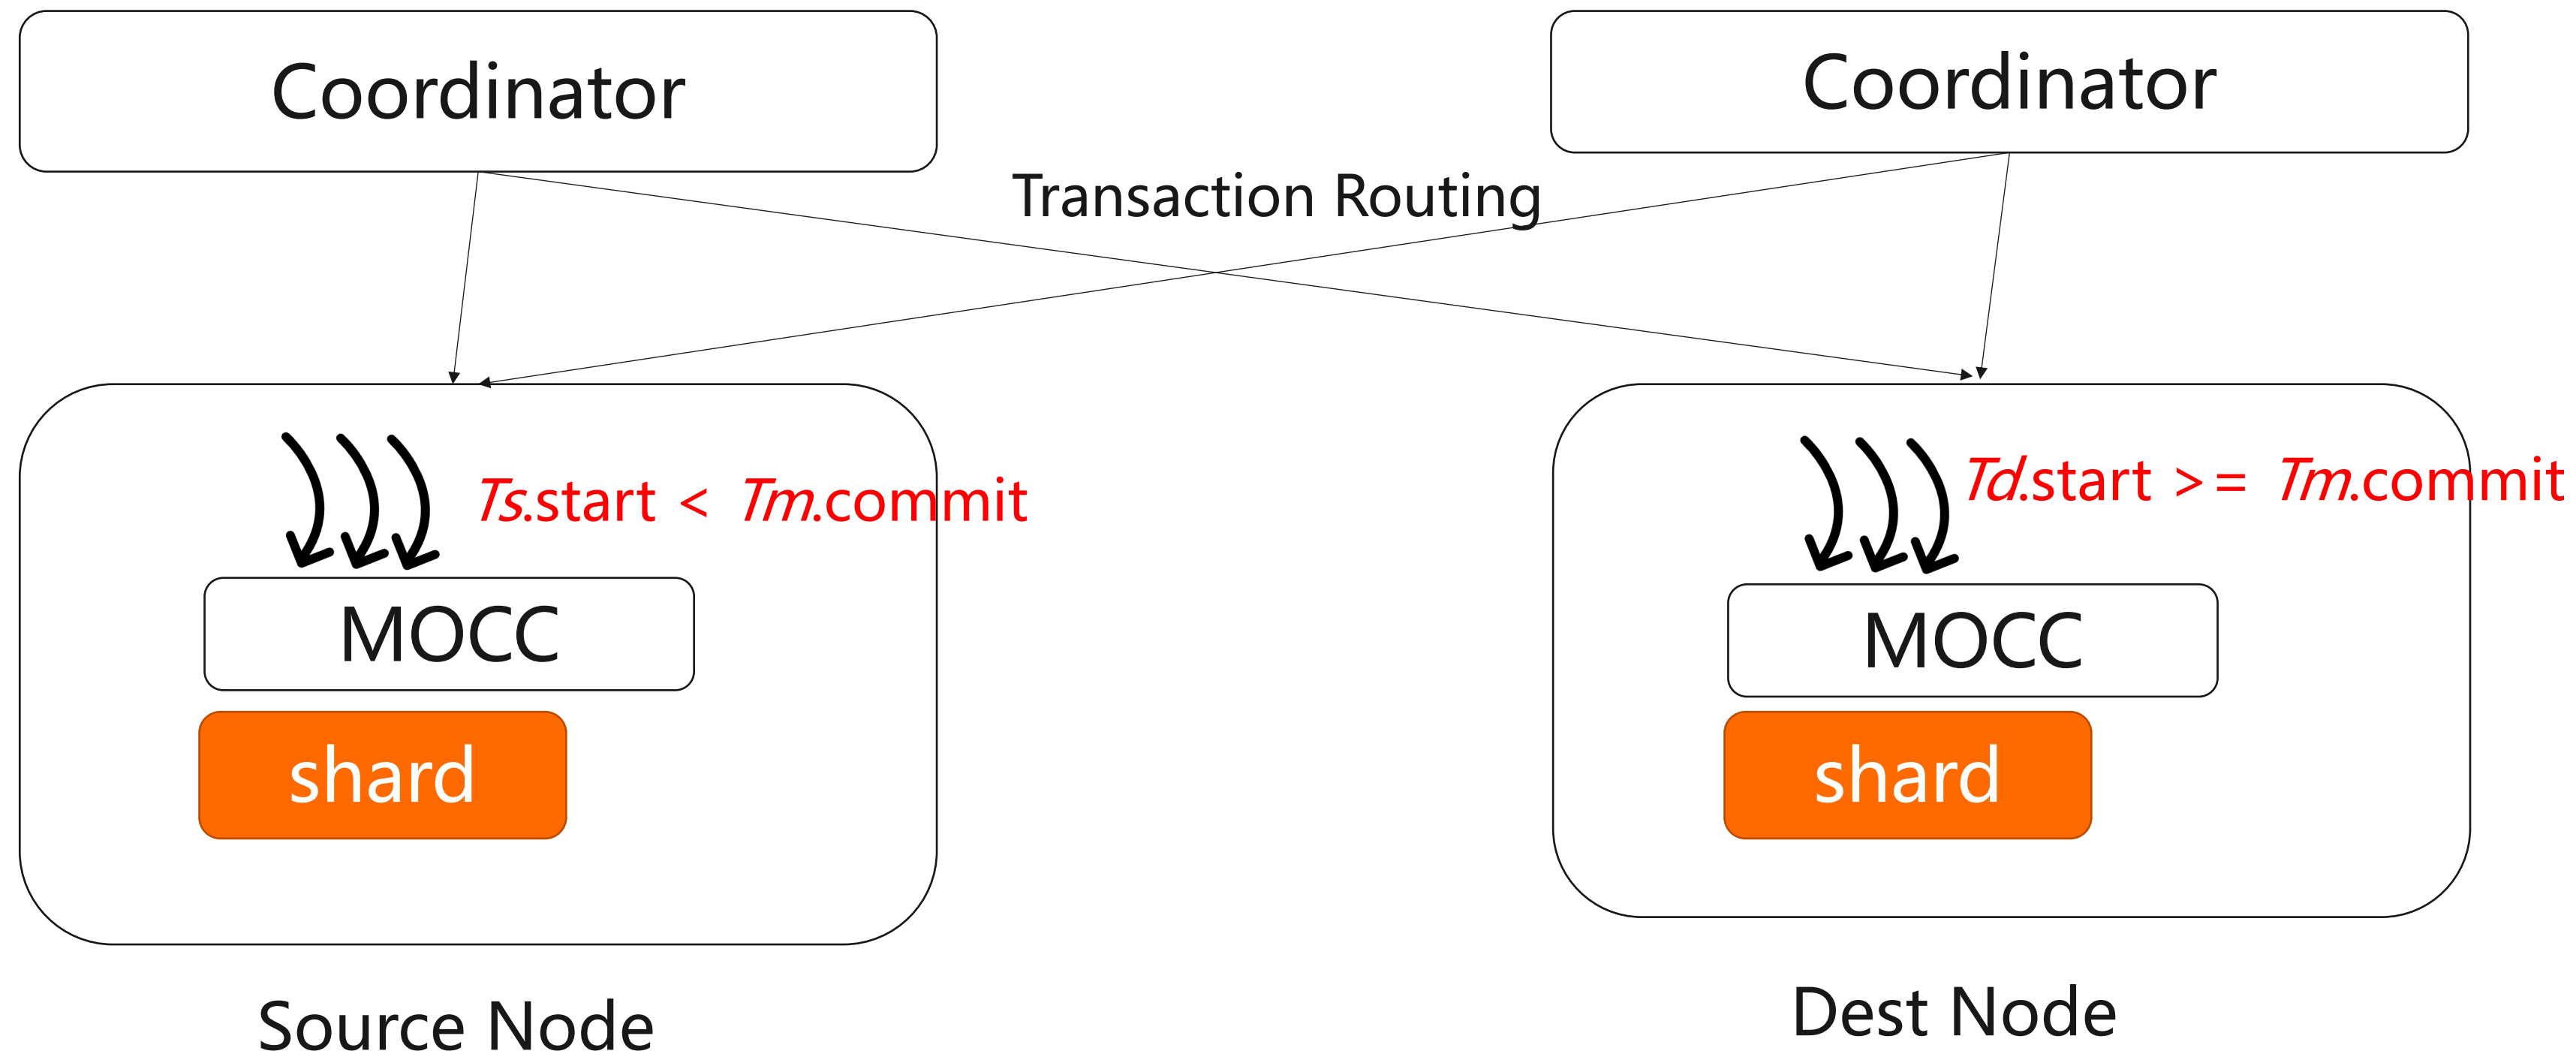 Coordinator
Coordinator
Transaction Routing
Ts.start < Tm.commit
Td.start >= Tm.commit
MOCC
MOCC
shard
shard
Source Node
Dest Node